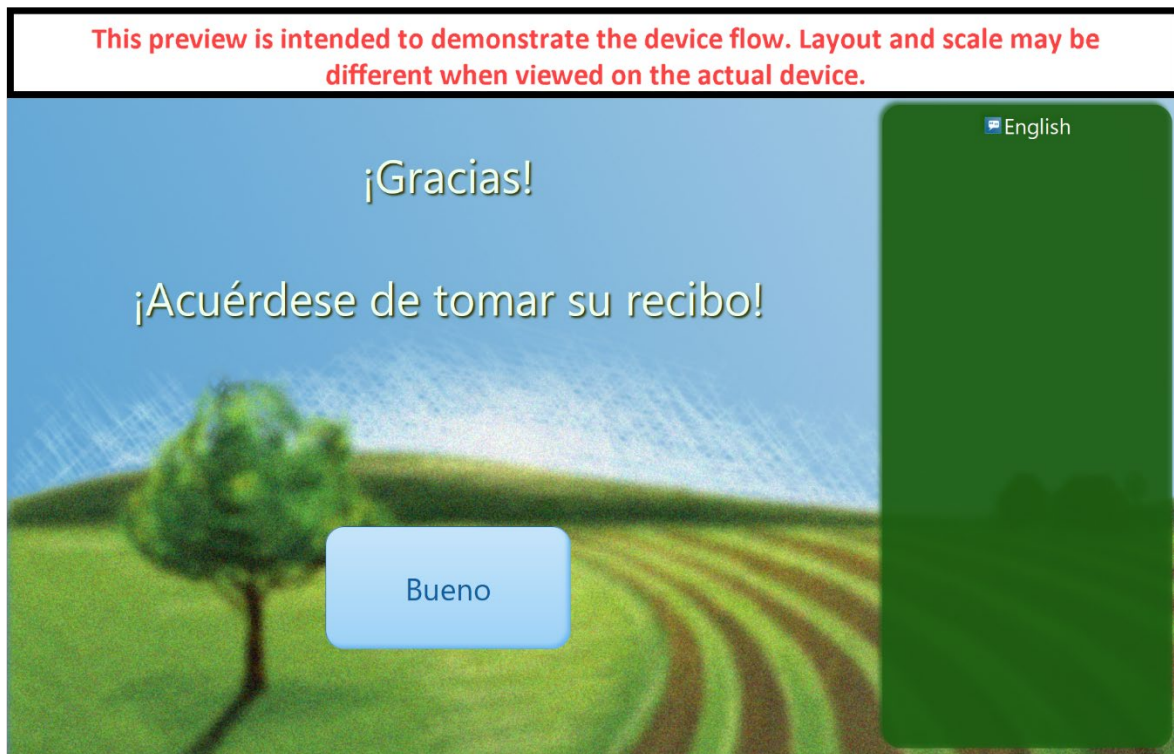 This preview is intended to demonstrate the device flow. Layout and scale may be
different when viewed on the actual device.
English
¡Gracias!
¡Acuérdese de tomar su recibo!
Bueno